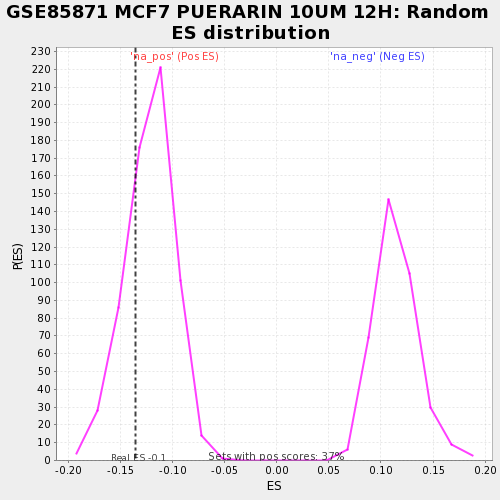 GSE85871 MCF7 PUERARIN 10UM 12H: Random
ES distribution
'na_pos' (Pos ES)
'na_neg' (Neg ES)
230
220
210
200
190
180
170
160
150
140
130
120
110
100
90
80
70
60
50
40
30
20
10
0
P(ES)
Real ES -0.1
Sets with pos scores: 37%
-0.20 -0.15 -0.10 -0.05 0.00 0.05 0.10 0.15 0.20
ES